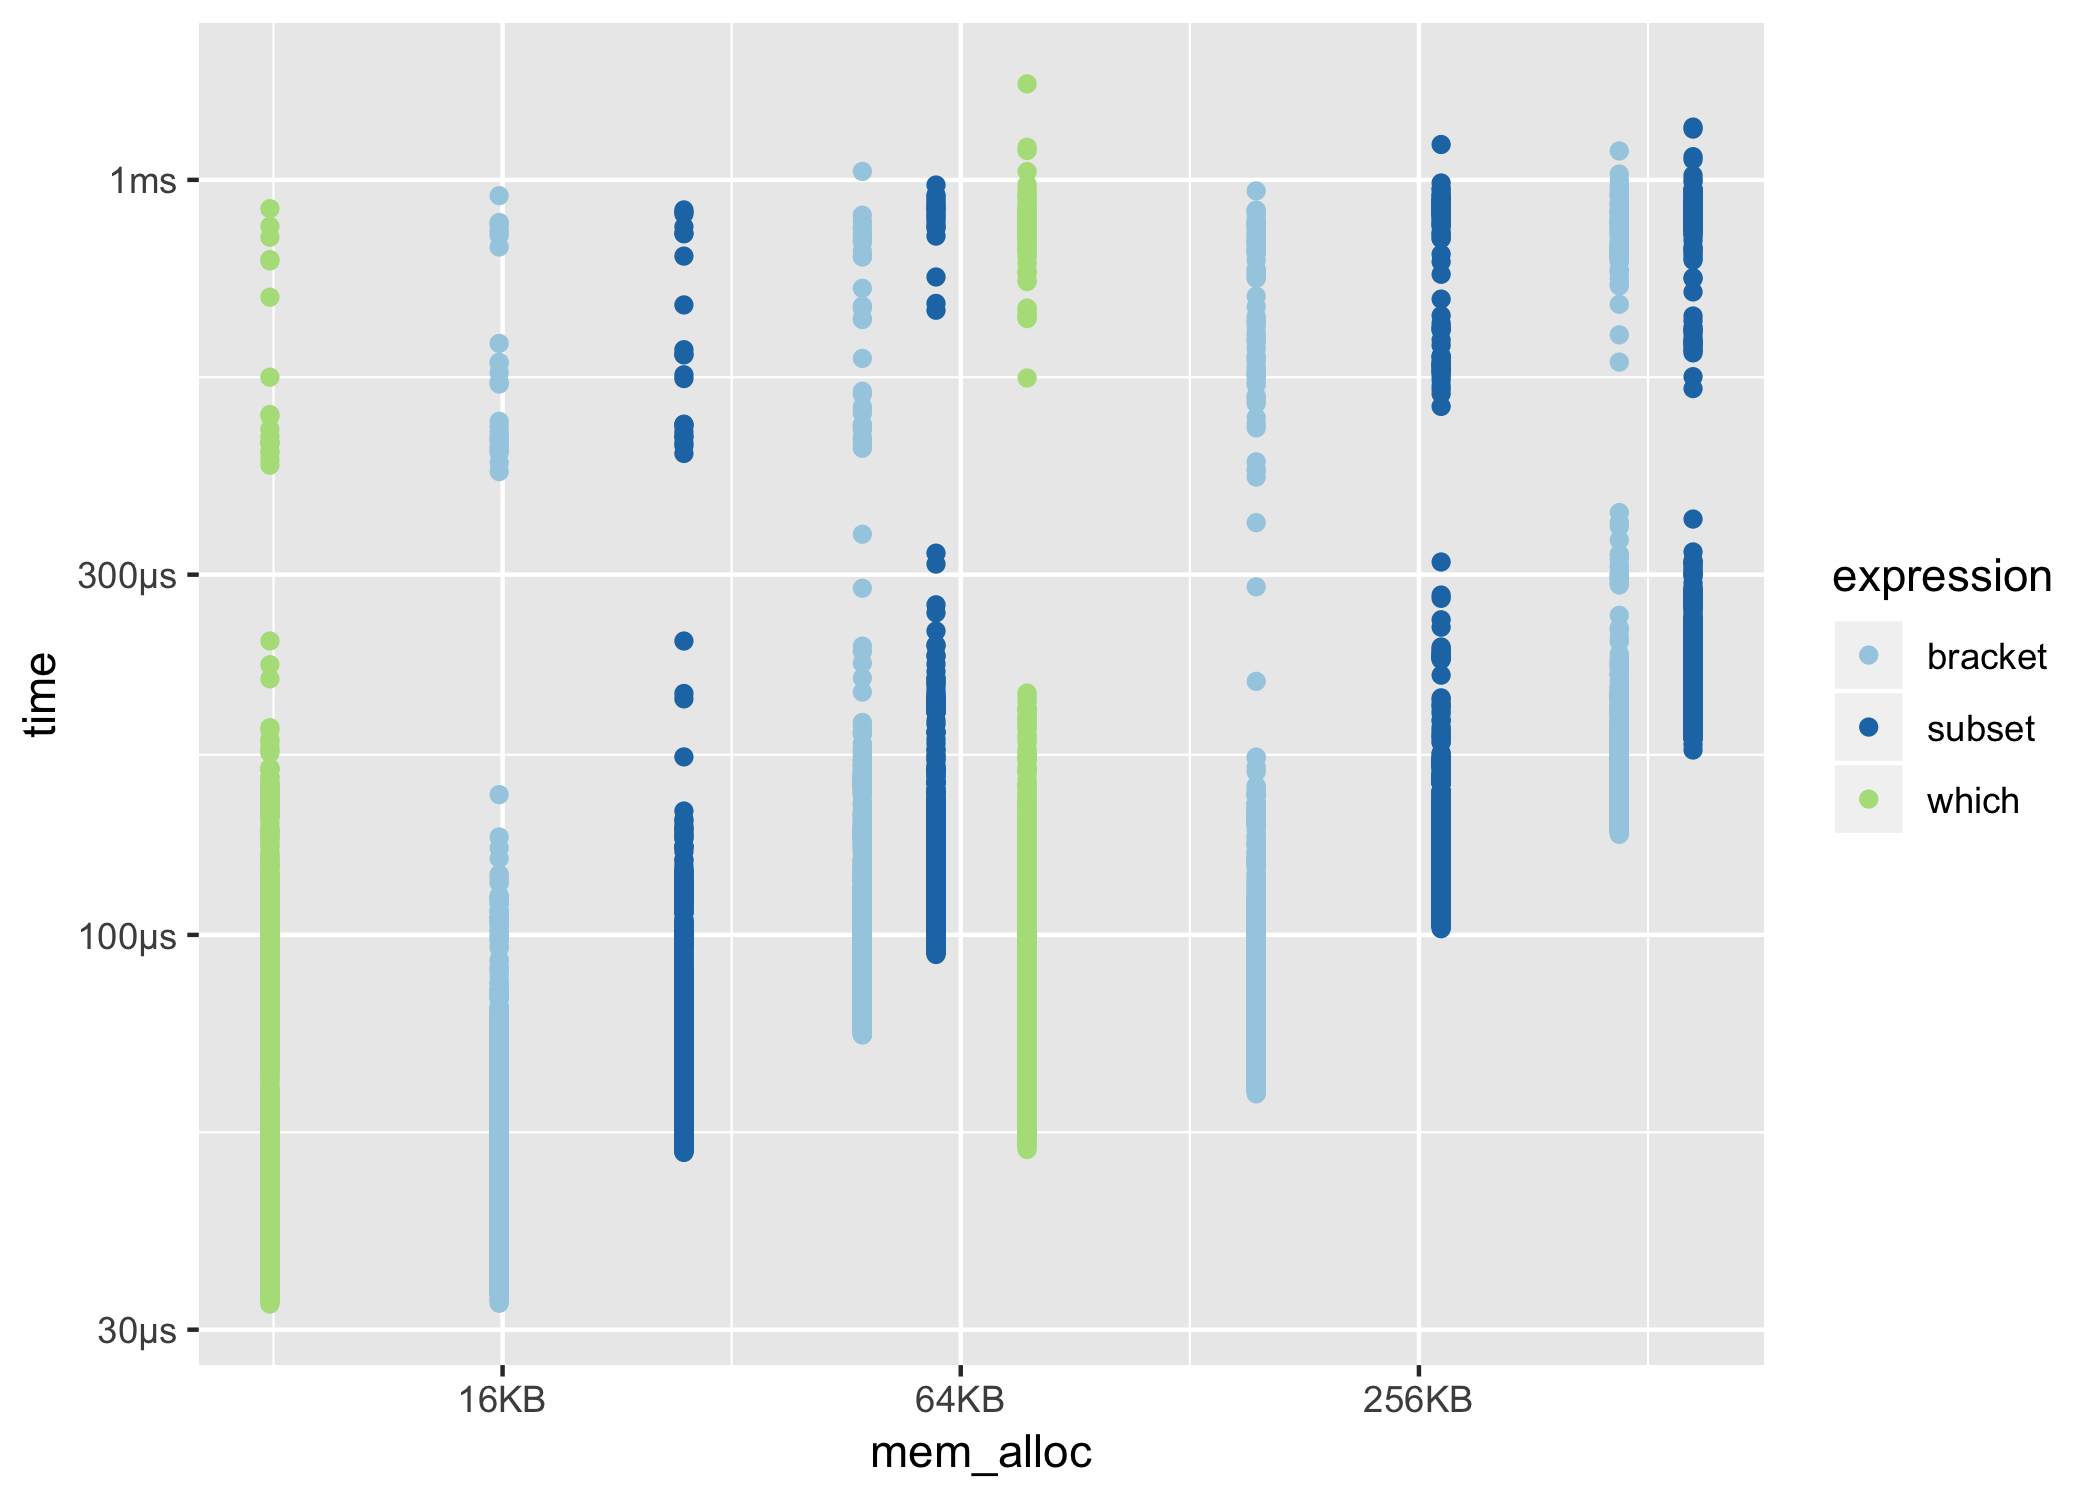 1ms
300µs
100µs
30µs
time
16KB
64KB
256KB
mem_alloc
expression
bracket
subset
which